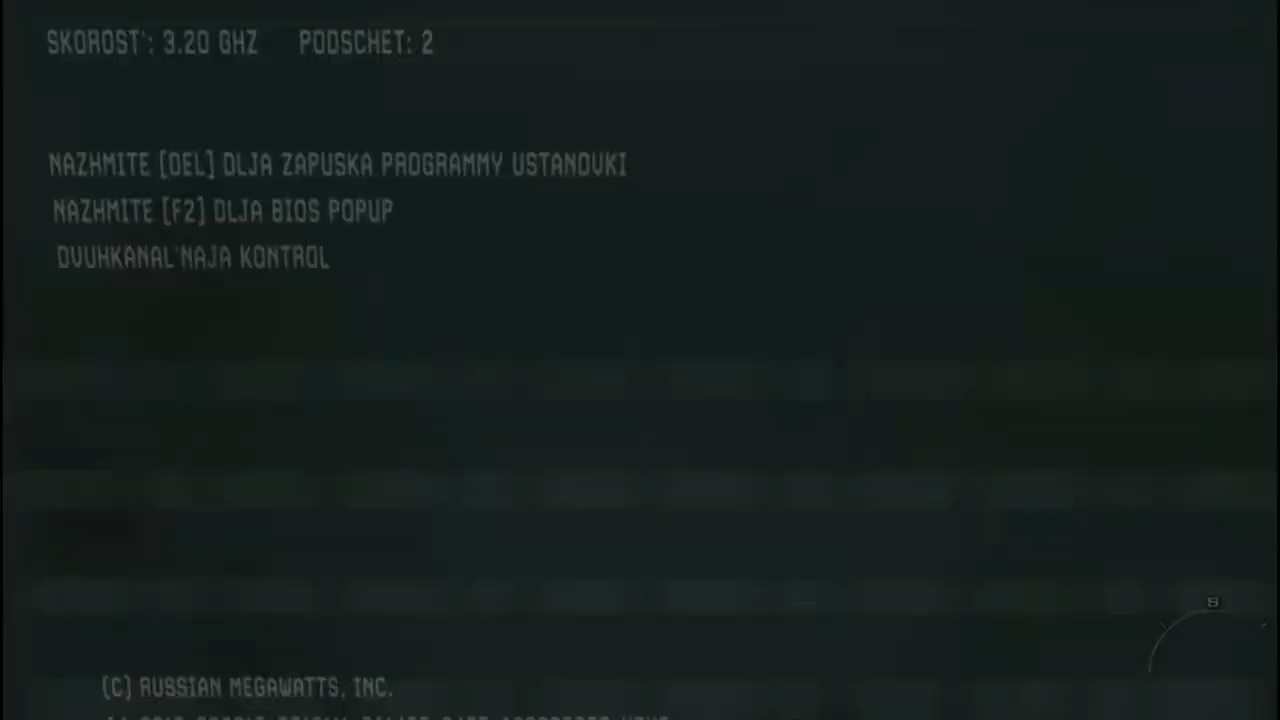 SKOROST': 3.20 GHZ PODSCHET: 2
NAZHMITE [DEL] DLJA ZAPUSKA PROGRAMMY USTANOVKI
NAZHMITE [F2] DLJA BIOS POPUP
DVUHKANAL'NAJA KONTROL
S
(C) RUSSIAN MEGAWATTS, INC.